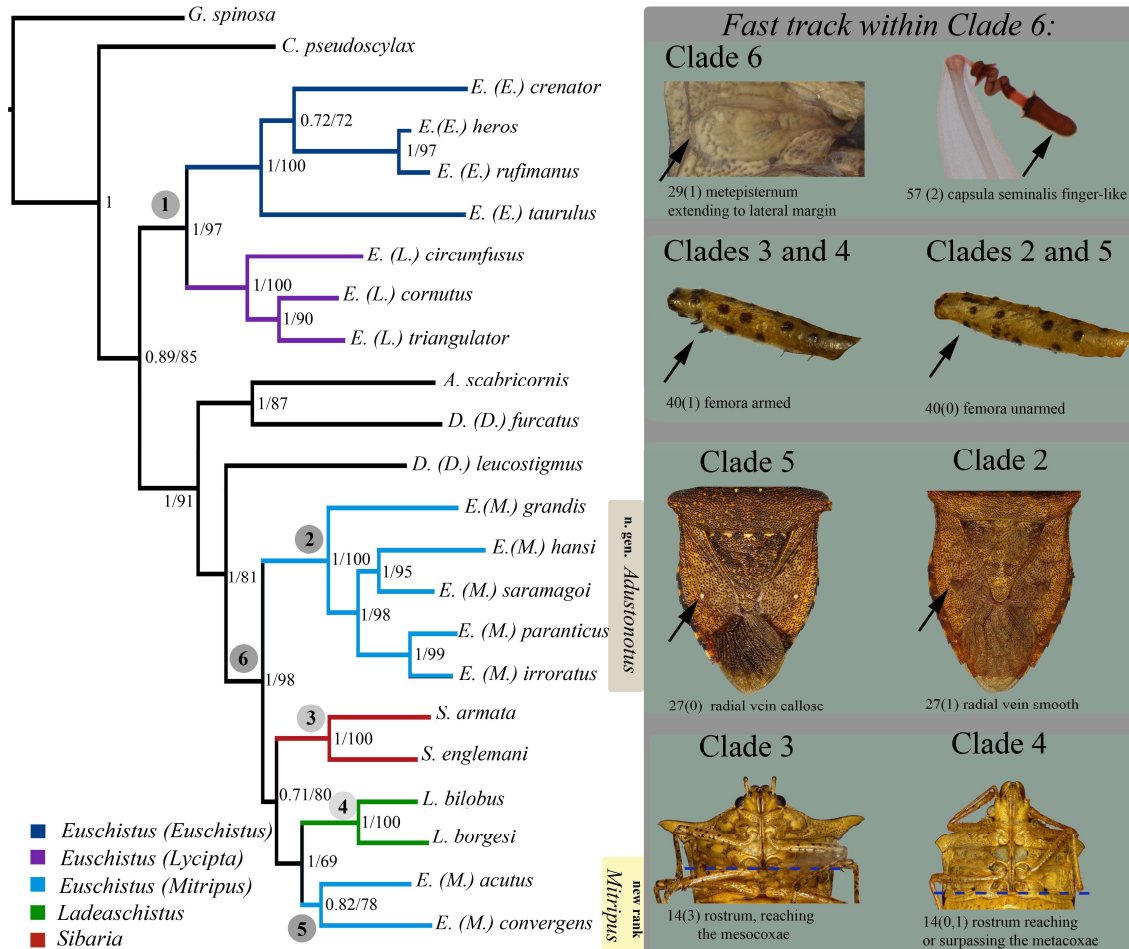 G. spinosa
C. pseudoscylax
E. (E.) crenator
0.72/72
E.(E.) heros
1/97
E. (E.) rufimanus
1/100
E. (E.) taurulus
1
1
1/97
E. (L.) circumfusus
1/100
E. (L.) cornutus
1/90
E. (L.) triangulator
0.89/85
A. scabricornis
1/87
D. (D.) furcatus
D. (D.) leucostigmus
1/91
E.(M.) grandis
2
1/100
E.(M.) hansi
1/95
E. (M.) saramagoi
1/81
1/98
E. (M.) paranticus
1/99
E. (M.) irroratus
6
1/98
n. gen.
Adustonotus
S. armata
3
1/100
S. englemani
0.71/80
L. bilobus
4
1/100
L. borgesi
1/69
E. (M.) acutus
0.82/78
E. (M.) convergens
5
new rank
Mitripus
Euschistus (Euschistus)
Euschistus (Lycipta)
Euschistus (Mitripus)
Ladeaschistus
Sibaria
Fast track within Clade 6:
Clade 6
29(1) metepisternum
extending to lateral margin
57 (2) capsula seminalis finger-like
Clades 3 and 4
40(1) femora armed
Clades 2 and 5
40(0) femora unarmed
Clade 5
27(0) radial vein callosc
Clade 2
27(1) radial vein smooth
Clade 3
14(3) rostrum, reaching
the mesocoxae
Clade 4
14(0,1) rostrum reaching
or surpassing the metacoxae